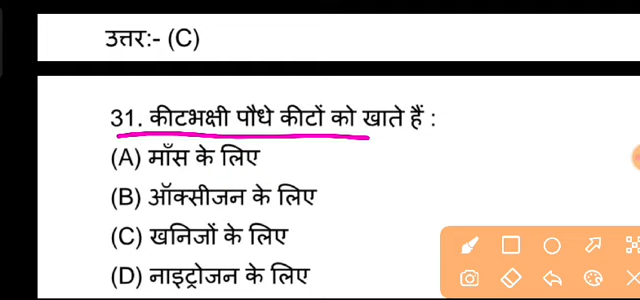 उत्तर:- (C)
31. कीटभक्षी पौधे कीटों को खाते हैं :
(A) माँस के लिए
(B) ऑक्सीजन के लिए
(C) खनिजों के लिए
(D) नाइट्रोजन के लिए